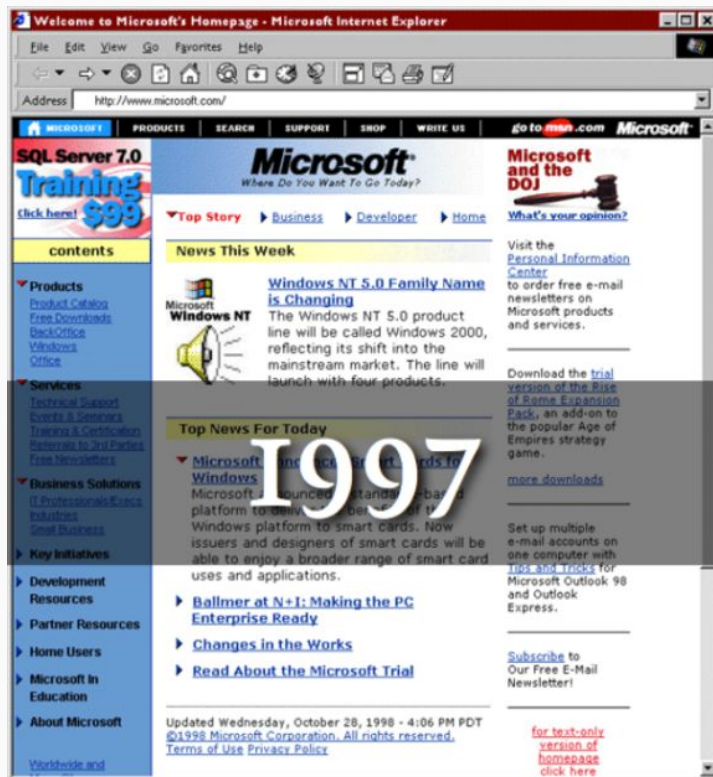 Welcome to Microsoft's Homepage - Microsoft Internet Explorer
File Edit View Go Favorites Help
Address http://www.microsoft.com/
MICROSOFT PRODUCTS SEARCH SUPPORT SHOP WRITE US go to msn.com Microsoft
SQL Server 7.0
Training
Click here! $99
contents
Products
Product Catalog
Free Downloads
BackOffice
Windows
Office
Services
Technical Support
Events & Seminars
Training & Certification
Referrals to 3rd Parties
Free Newsletters
Business Solutions
IT Professionals/Execs
Industries
Small Business
Key Initiatives
Development
Resources
Partner Resources
Home Users
Microsoft In
Education
About Microsoft
Worldwide and
Microsoft
Where Do You Want To Go Today?
Top Story Business Developer Home
News This Week
Microsoft
Windows NT
Windows NT 5.0 Family Name
is Changing
The Windows NT 5.0 product
line will be called Windows 2000,
reflecting its shift into the
mainstream market. The line will
launch with four products.
Top News For Today
1997
Microsoft Smart Cards for
Windows
Microsoft announced a standards-based
platform to the
Windows platform to smart cards. Now
issuers and designers of smart cards will be
able to enjoy a broader range of smart card
uses and applications.
Ballmer at N+I: Making the PC
Enterprise Ready
Changes in the Works
Read About the Microsoft Trial
Updated Wednesday, October 28, 1998 - 4:06 PM PDT
©1998 Microsoft Corporation. All rights reserved.
Terms of Use Privacy Policy
Microsoft
and the
DOJ
What's your opinion?
Visit the
Personal Information
Center
to order free e-mail
newsletters on
Microsoft products
and services.
Download the trial
version of the Rise
of Rome Expansion
Pack, an add-on to
the popular Age of
Empires strategy
game.
more downloads
Set up multiple
e-mail accounts on
one computer with
Tips and Tricks for
Microsoft Outlook 98
and Outlook
Express.
Subscribe to
Our Free E-Mail
Newsletter!
for text-only
version of
homepage
click here